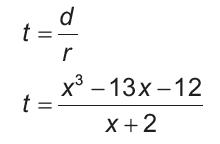 t = d/r
t = (x³ − 13x − 12)/(x + 2)